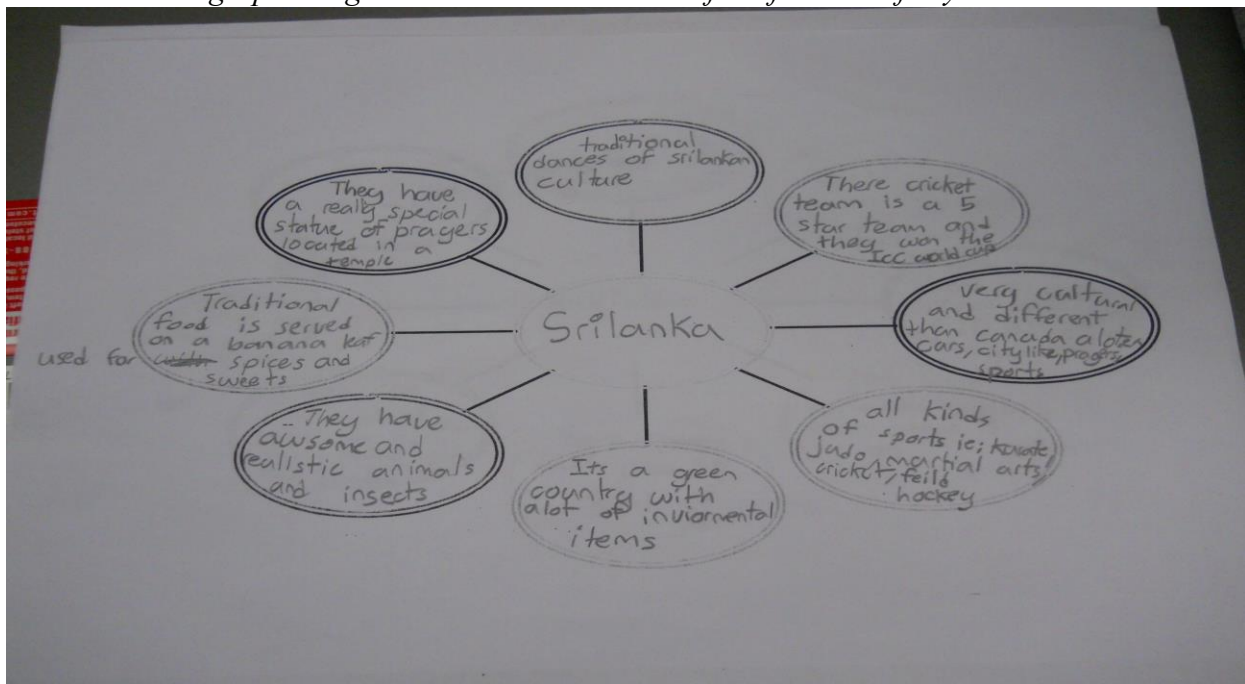 traditional
dances of srilankan
culture
They have
a really special
statue of prayers
located in a
temple
There cricket
team is a 5
star team and
they won the
Icc world cup
Traditional
food is served
on a banana leaf
used for spices and
sweets
Srilanka
very cultural
and different
than canada
cars, city life,
sports
They have
awsome and
realistic animals
and insects
Its a green
country with
alot of inviormental
items
all kinds
of sports ie; karate,
judo, martial arts,
cricket, feild
hockey